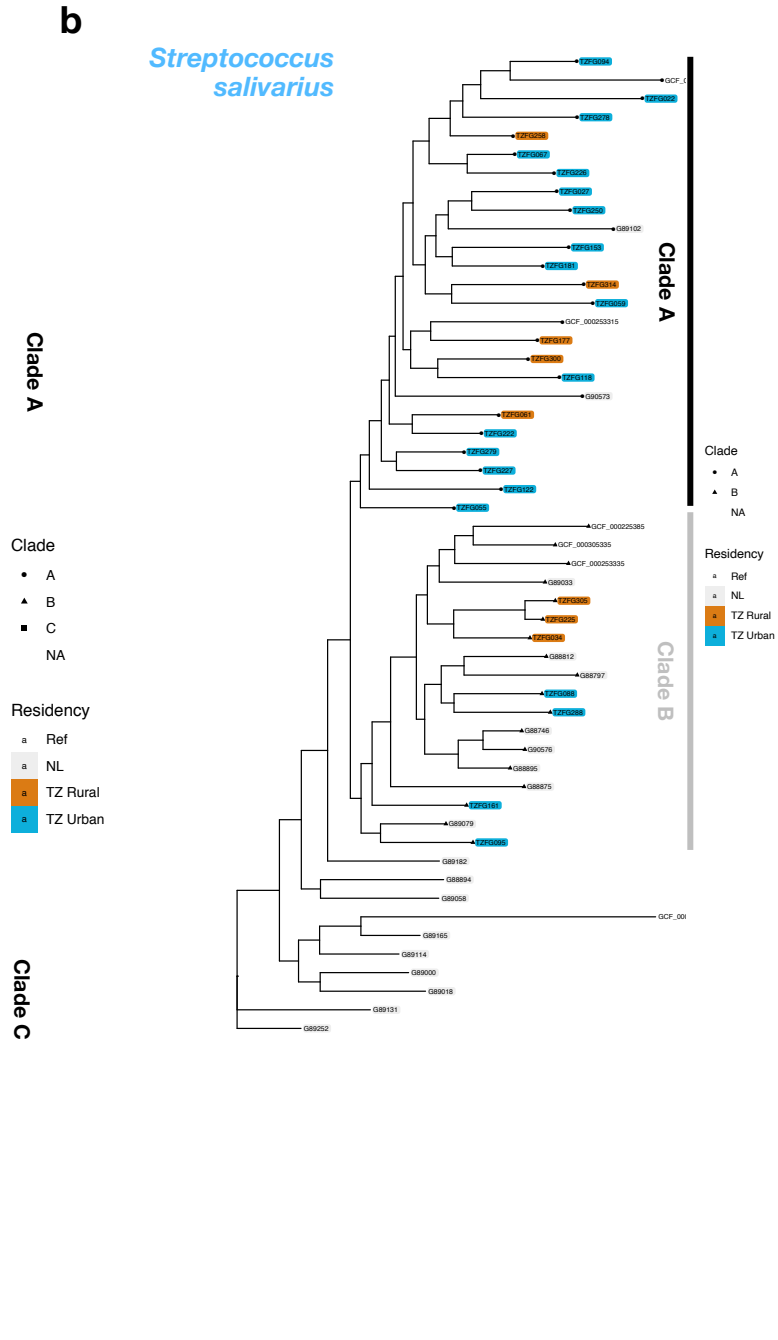 b
Streptococcus
salivarius
TZFG094
TZFG022
TZFG278
TZFG258
TZFG067
TZFG226
TZFG027
TZFG250
G89102
TZFG153
TZFG181
TZFG314
TZFG059
GCF_000253315
TZFG177
TZFG300
TZFG118
G90573
TZFG061
TZFG222
TZFG279
TZFG227
TZFG122
TZFG055
GCF_000225385
GCF_000305335
GCF_000253335
G89033
TZFG305
TZFG225
TZFG034
G88812
G88797
TZFG088
TZFG288
G88746
G90576
G88895
G88875
TZFG161
G89079
TZFG095
G89182
G88894
G89058
G89165
G89114
G89000
G89018
G89131
G89252
Clade A
Clade B
Clade
A
B
NA
Residency
a Ref
a NL
a TZ Rural
a TZ Urban
Clade A
Clade
A
B
C
NA
Residency
a Ref
a NL
a TZ Rural
a TZ Urban
Clade C